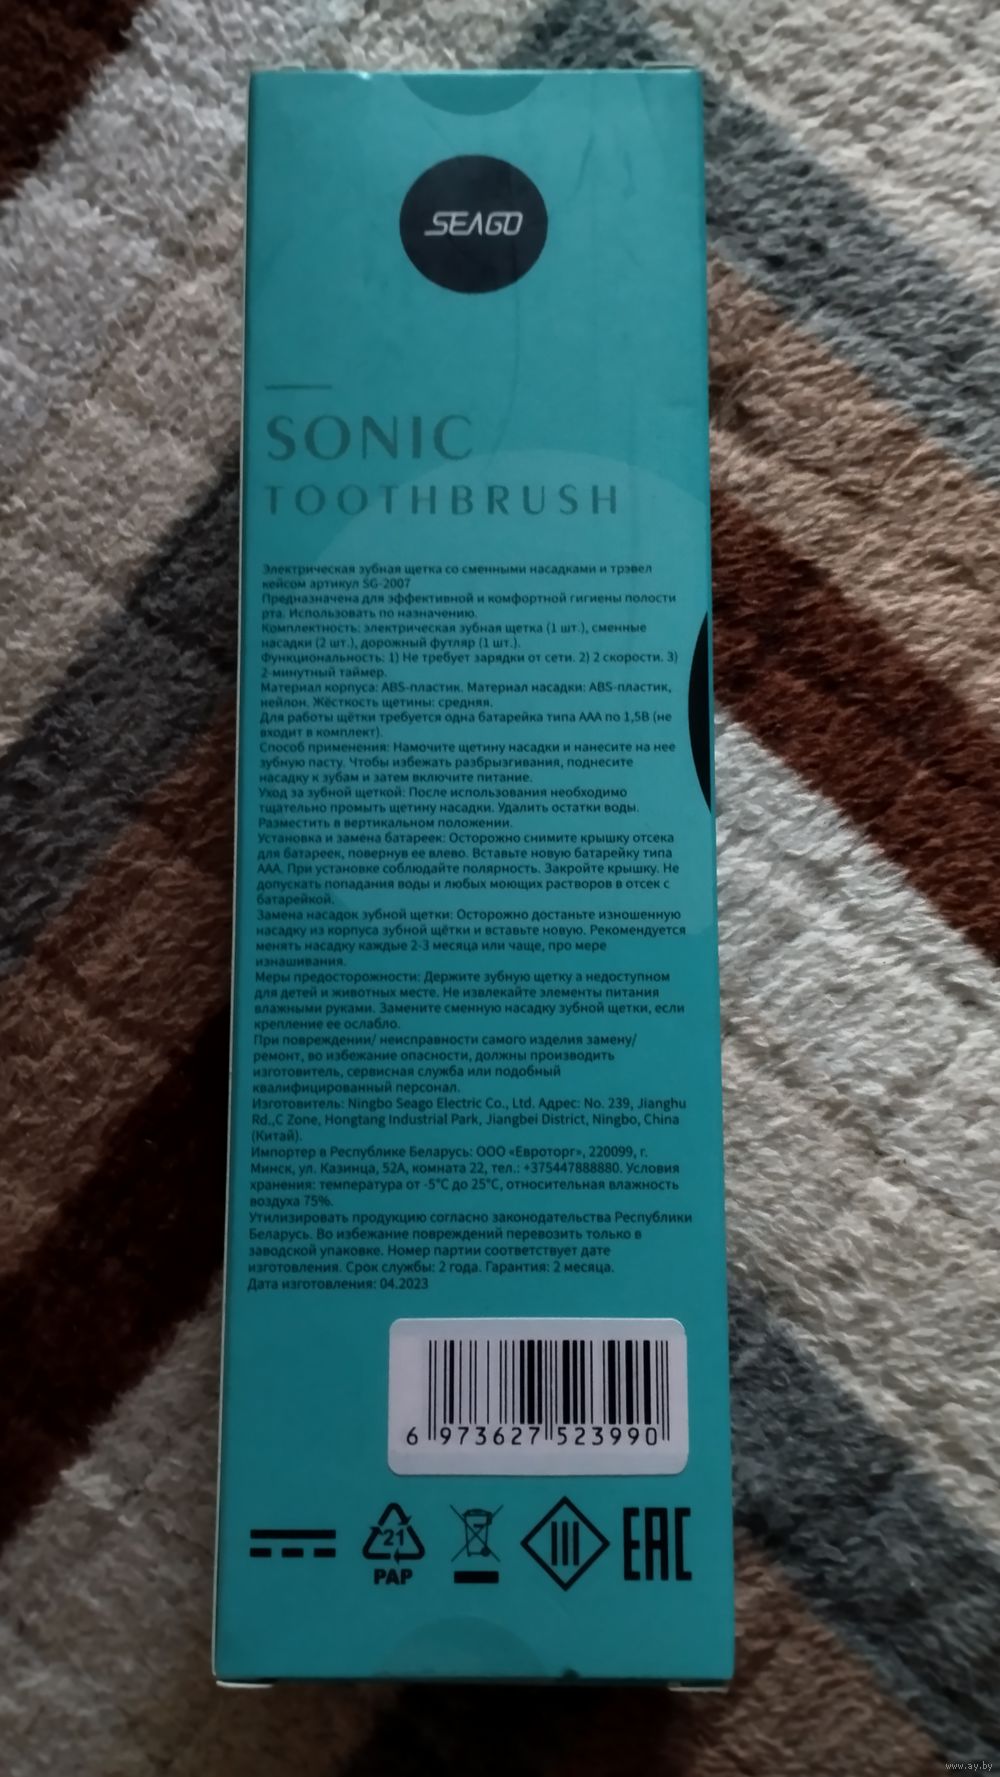 SEAGO
SONIC
TOOTHBRUSH
Электрическая зубная щетка со сменными насадками и трэвел
кейсом артикул SG-2007
Предназначена для эффективной и комфортной гигиены полости
рта. Использовать по назначению.
Комплектность: электрическая зубная щетка (1 шт.), сменные
насадки (2 шт.), дорожный футляр (1 шт.).
Функциональность: 1) Не требует зарядки от сети. 2) 2 скорости. 3)
2-минутный таймер.
Материал корпуса: ABS-пластик. Материал насадки: ABS-пластик,
нейлон. Жёсткость щетины: средняя.
Для работы щётки требуется одна батарейка типа ААА по 1,5В (не
входит в комплект).
Способ применения: Намочите щетину насадки и нанесите на нее
зубную пасту. Чтобы избежать разбрызгивания, поднесите
насадку к зубам и затем включите питание.
Уход за зубной щеткой: После использования необходимо
тщательно промыть щетину насадки. Удалить остатки воды.
Разместить в вертикальном положении.
Установка и замена батареек: Осторожно снимите крышку отсека
для батареек, повернув ее влево. Вставьте новую батарейку типа
ААА. При установке соблюдайте полярность. Закройте крышку. Не
допускать попадания воды и любых моющих растворов в отсек с
батарейкой.
Замена насадок зубной щетки: Осторожно достаньте изношенную
насадку из корпуса зубной щётки и вставьте новую. Рекомендуется
менять насадку каждые 2-3 месяца или чаще, про мере
изнашивания.
Меры предосторожности: Держите зубную щетку а недоступном
для детей и животных месте. Не извлекайте элементы питания
влажными руками. Замените сменную насадку зубной щетки, если
крепление ее ослабло.
При повреждении/ неисправности самого изделия замену/
ремонт, во избежание опасности, должны производить
изготовитель, сервисная служба или подобный
квалифицированный персонал.
Изготовитель: Ningbo Seago Electric Co., Ltd. Адрес: No. 239, Jianghu
Rd.,C Zone, Hongtang Industrial Park, Jiangbei District, Ningbo, China
(Китай).
Импортер в Республике Беларусь: ООО «Евроторг», 220099, г.
Минск, ул. Казинца, 52А, комната 22, тел.: +375447888880. Условия
хранения: температура от -5°С до 25°С, относительная влажность
воздуха 75%.
Утилизировать продукцию согласно законодательства Республики
Беларусь. Во избежание повреждений перевозить только в
заводской упаковке. Номер партии соответствует дате
изготовления. Срок службы: 2 года. Гарантия: 2 месяца.
Дата изготовления: 04.2023
6 973627 523990
21
PAP
EAC
www.ay.by